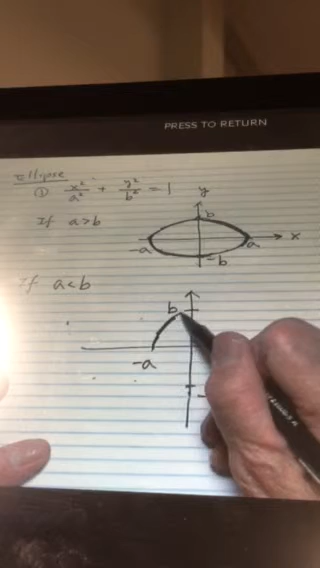 PRESS TO RETURN
Ellipse
① x²/a² + y²/b² = 1
y
If a>b
b
-a
a
x
-b
If a<b
b
-a
-